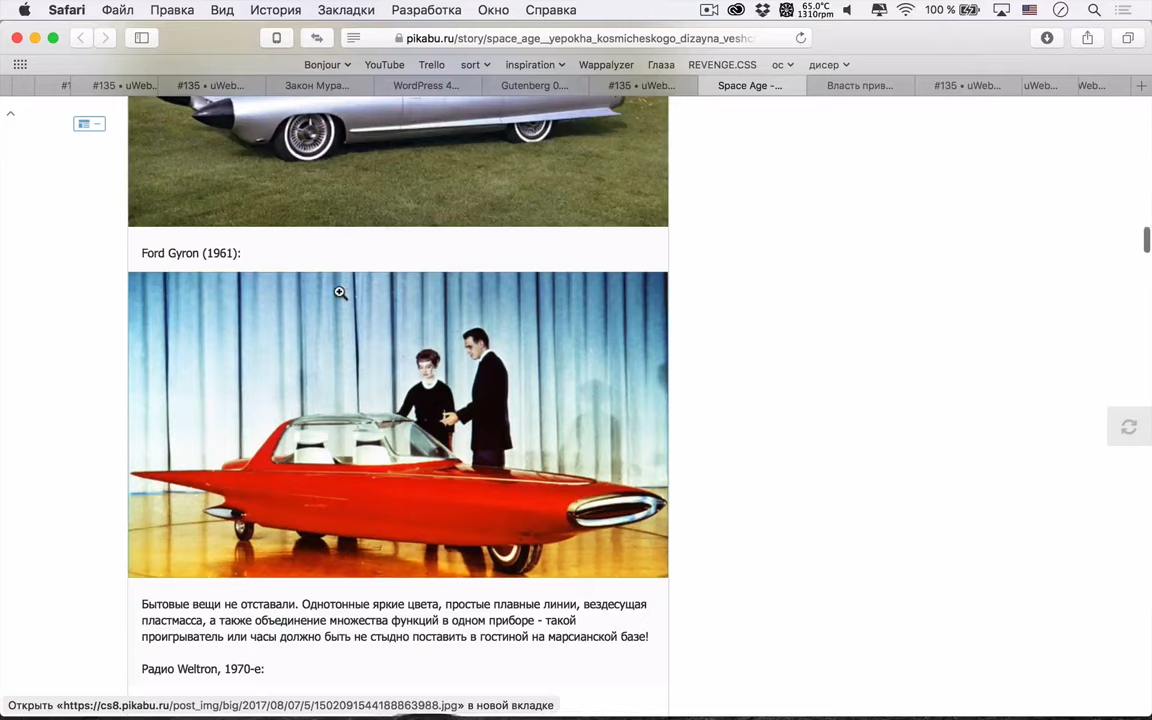 Safari Файл Правка Вид История Закладки Разработка Окно Справка 65.0°C 1310rpm 100 %
pikabu.ru/story/space_age__yepokha_kosmicheskogo_dizayna_veshc
Bonjour YouTube Trello sort inspiration Wappalyzer Глаза REVENGE.CSS ос дисер
#1 #135 • uWeb... #135 • uWeb... Закон Мура... WordPress 4... Gutenberg 0.... #135 • uWeb... Space Age -... Власть прив... #135 • uWeb... uWeb... Web...
Ford Gyron (1961):
Бытовые вещи не отставали. Однотонные яркие цвета, простые плавные линии, вездесущая
пластмасса, а также объединение множества функций в одном приборе - такой
проигрыватель или часы должно быть не стыдно поставить в гостиной на марсианской базе!
Радио Weltron, 1970-е:
Открыть «https://cs8.pikabu.ru/post_img/big/2017/08/07/5/1502091544188863988.jpg» в новой вкладке